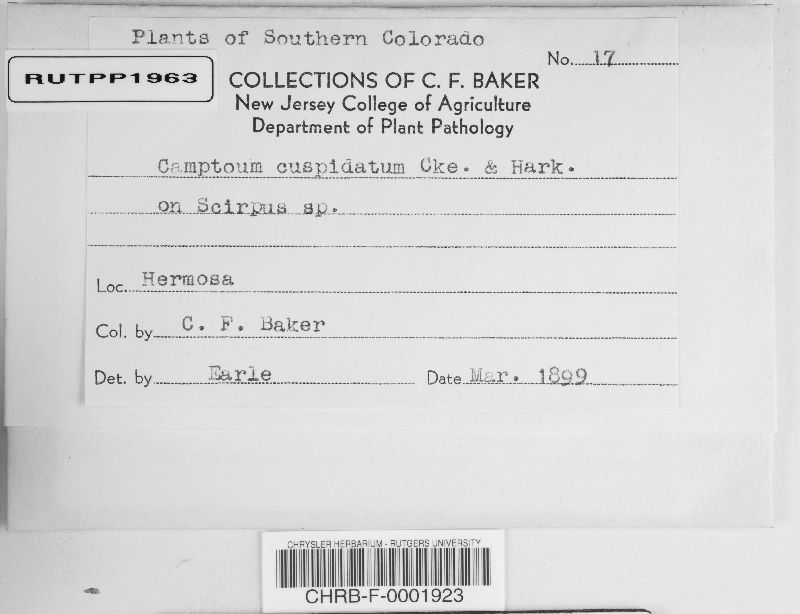 Plants of Southern Colorado
No. 17
RUTPP1963
COLLECTIONS OF C. F. BAKER
New Jersey College of Agriculture
Department of Plant Pathology
Camptoum cuspidatum Cke. & Hark.
on Scirpus sp.
Loc. Hermosa
Col. by C. F. Baker
Det. by Earle Date Mar. 1899
CHRYSLER HERBARIUM - RUTGERS UNIVERSITY
CHRB-F-0001923